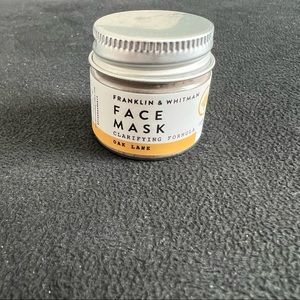 FRANKLIN & WHITMAN
FACE
MASK
CLARIFYING FORMULA
OAK LANE